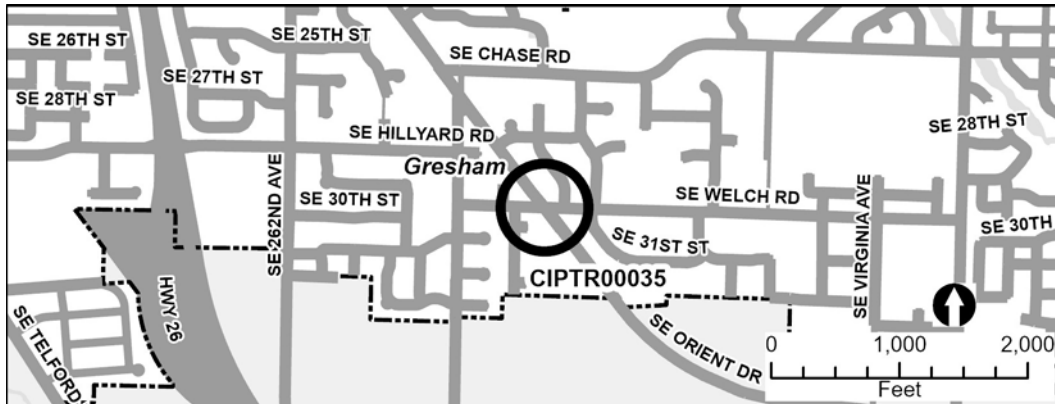 SE 26TH ST
SE 25TH ST
SE CHASE RD
SE 27TH ST
SE 28TH ST
SE 28TH ST
SE HILLYARD RD
Gresham
SE 262ND AVE
SE 30TH ST
SE WELCH RD
SE VIRGINIA AVE
SE 30TH
SE 31ST ST
CIPTR00035
HWY 26
SE TELFORD
SE ORIENT DR
0 1,000 2,000
Feet